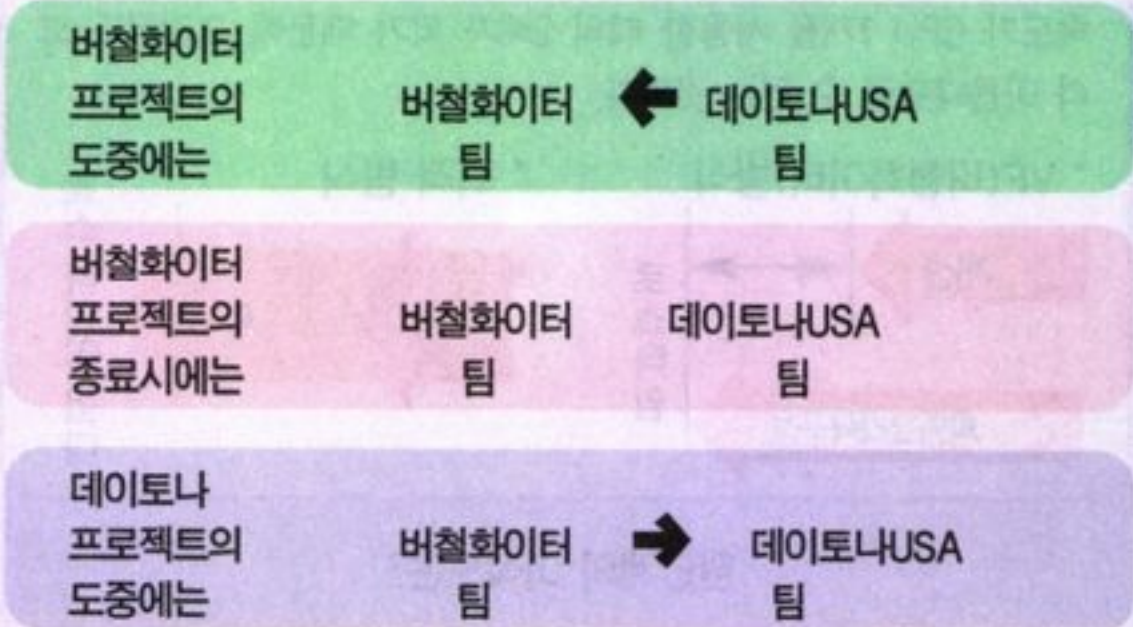 버철화이터
프로젝트의 버철화이터 ← 데이토나USA
도중에는 팀 팀
버철화이터
프로젝트의 버철화이터 데이토나USA
종료시에는 팀 팀
데이토나
프로젝트의 버철화이터 → 데이토나USA
도중에는 팀 팀